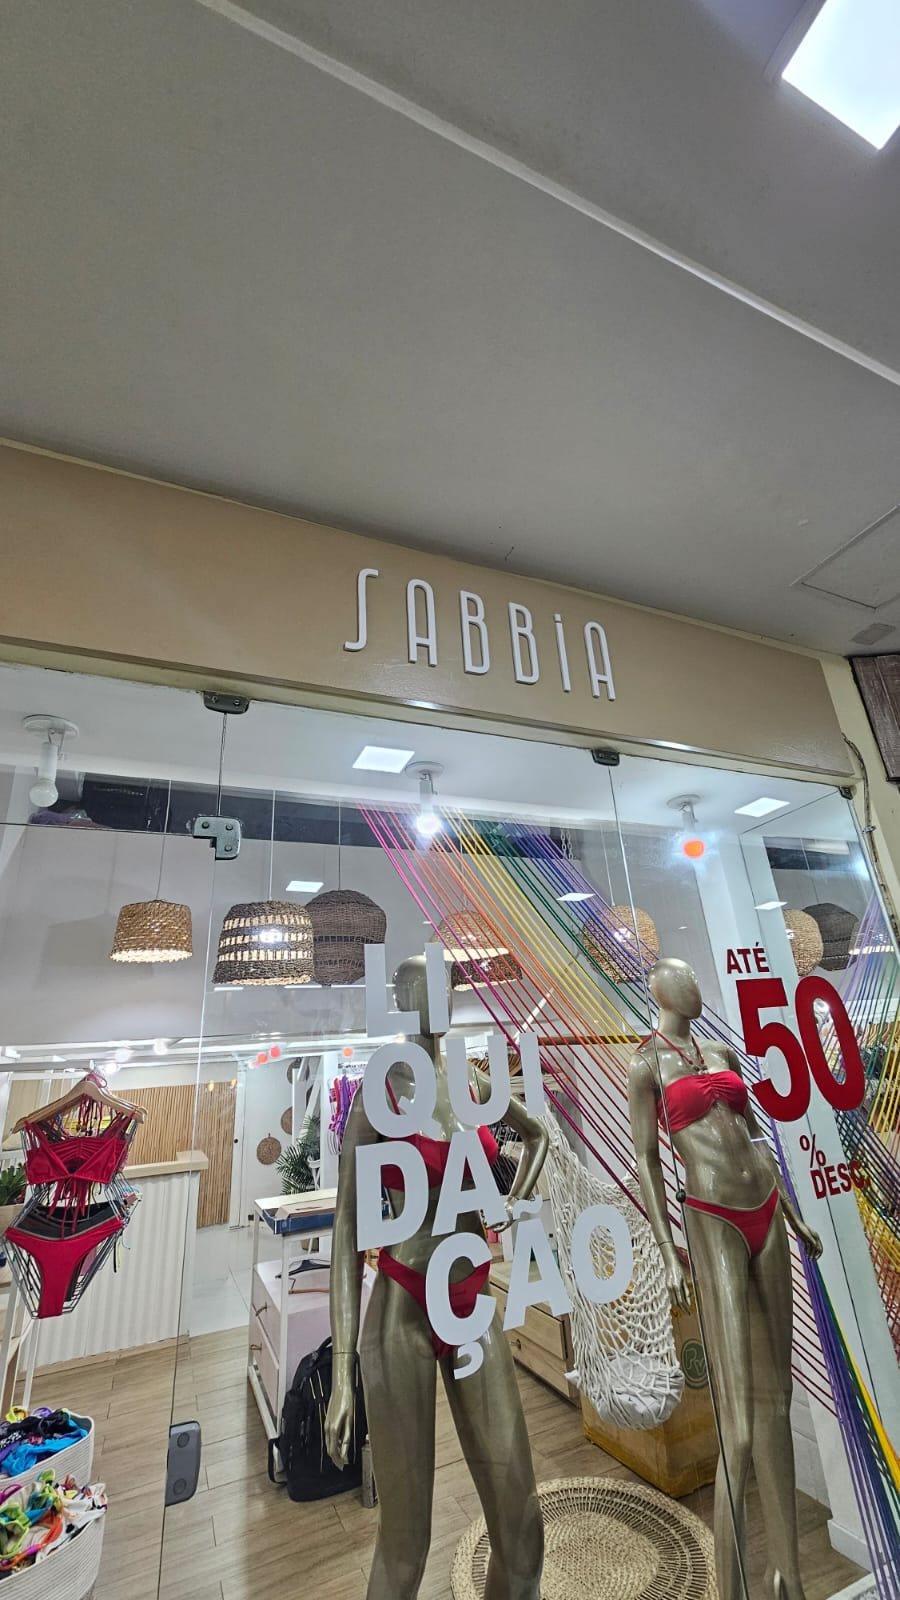 SABBiA
LI
QUI
DA
ÇÃO
ATÉ
50
%
DESC.